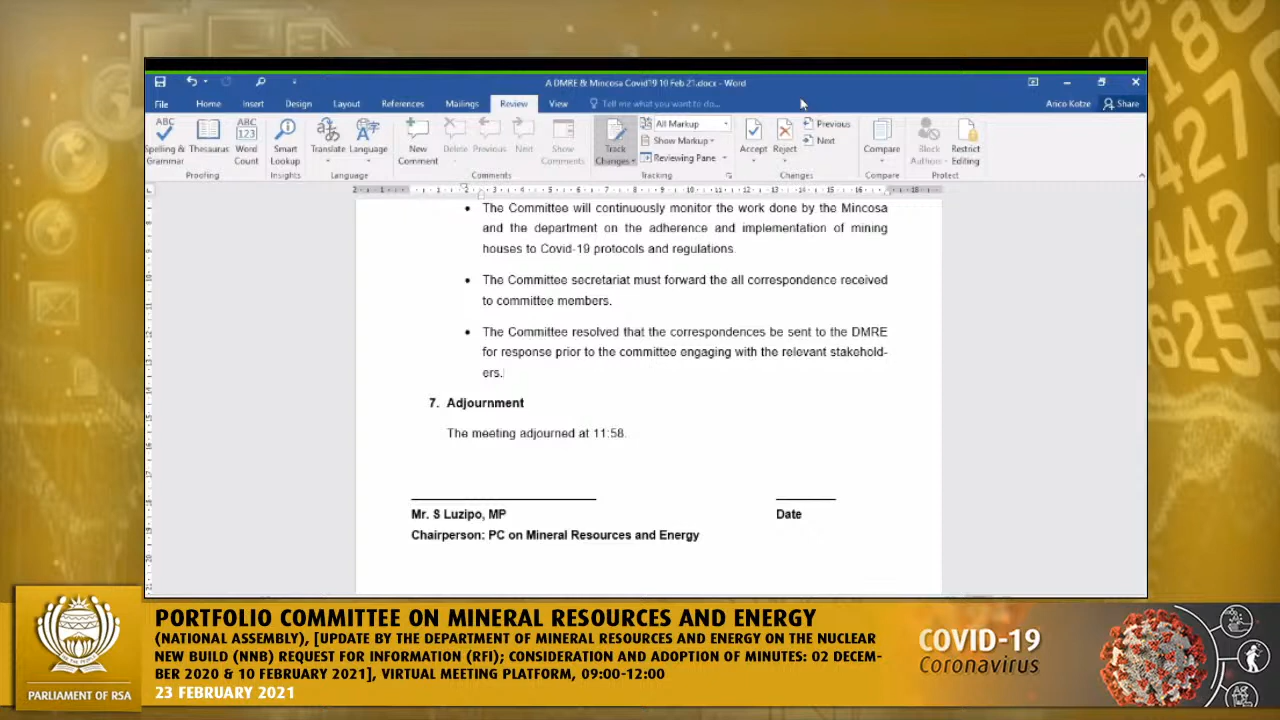 A DMRE & Mincosa Covid19 10 Feb 21.docx - Word
File Home Insert Design Layout References Mailings Review View Tell me what you want to do... Arico Kotze Share
Spelling & Grammar Thesaurus Word Count Smart Lookup Translate Language New Comment Delete Previous Next Show Comments Track Changes All Markup Show Markup Reviewing Pane Accept Reject Previous Next Compare Block Authors Restrict Editing
Proofing Insights Language Comments Tracking Changes Compare Protect
• The Committee will continuously monitor the work done by the Mincosa
and the department on the adherence and implementation of mining
houses to Covid-19 protocols and regulations.
• The Committee secretariat must forward the all correspondence received
to committee members.
• The Committee resolved that the correspondences be sent to the DMRE
for response prior to the committee engaging with the relevant stakehold-
ers.
7. Adjournment
The meeting adjourned at 11:58.
Mr. S Luzipo, MP Date
Chairperson: PC on Mineral Resources and Energy
PORTFOLIO COMMITTEE ON MINERAL RESOURCES AND ENERGY
(NATIONAL ASSEMBLY), [UPDATE BY THE DEPARTMENT OF MINERAL RESOURCES AND ENERGY ON THE NUCLEAR
NEW BUILD (NNB) REQUEST FOR INFORMATION (RFI); CONSIDERATION AND ADOPTION OF MINUTES: 02 DECEM-
BER 2020 & 10 FEBRUARY 2021], VIRTUAL MEETING PLATFORM, 09:00-12:00
23 FEBRUARY 2021
PARLIAMENT OF RSA
COVID-19
Coronavirus